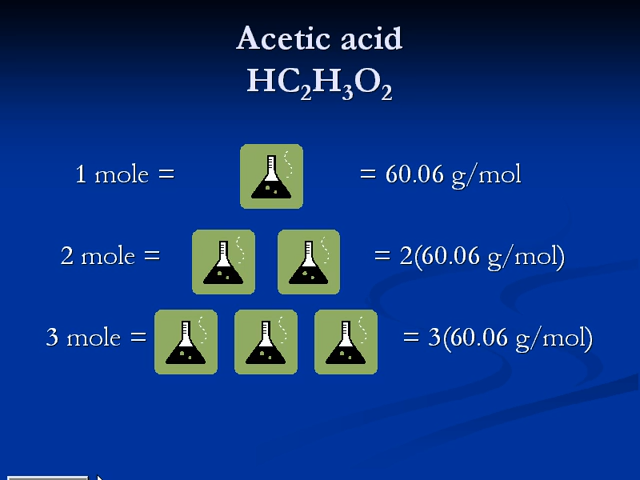 Acetic acid
HC₂H₃O₂
1 mole = = 60.06 g/mol
2 mole = = 2(60.06 g/mol)
3 mole = = 3(60.06 g/mol)